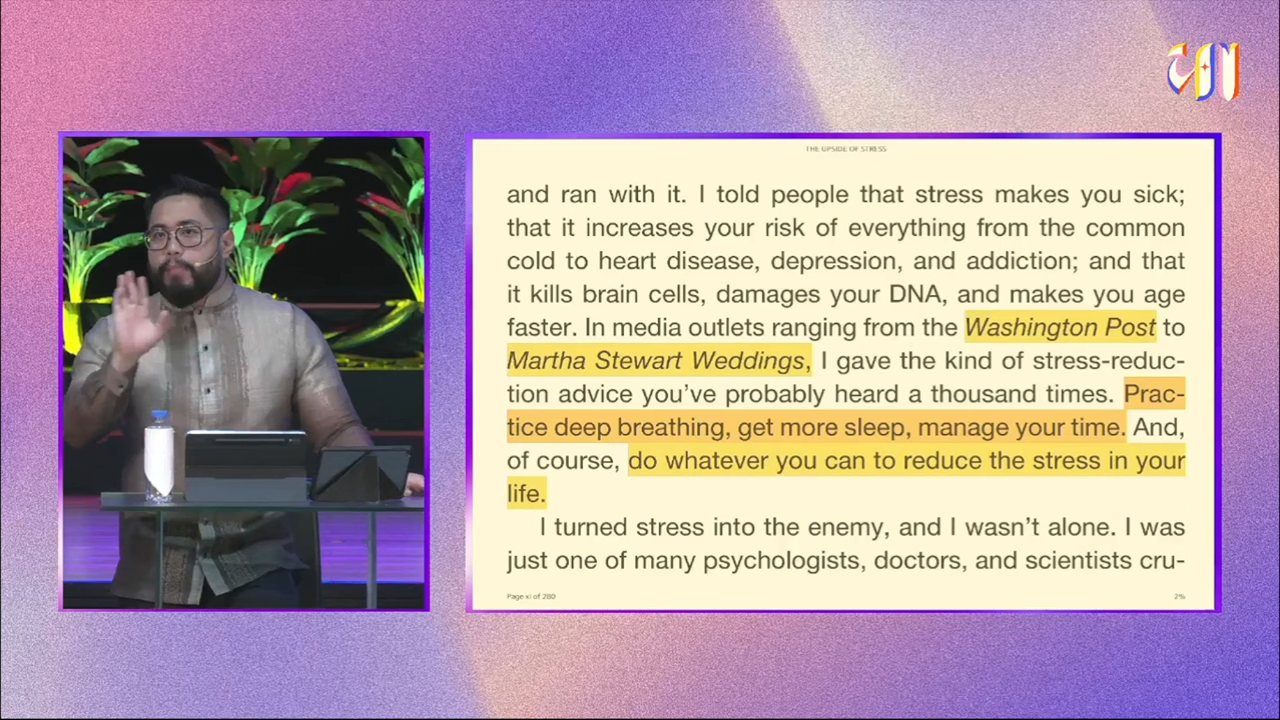 THE UPSIDE OF STRESS
and ran with it. I told people that stress makes you sick;
that it increases your risk of everything from the common
cold to heart disease, depression, and addiction; and that
it kills brain cells, damages your DNA, and makes you age
faster. In media outlets ranging from the Washington Post to
Martha Stewart Weddings, I gave the kind of stress-reduc-
tion advice you’ve probably heard a thousand times. Prac-
tice deep breathing, get more sleep, manage your time. And,
of course, do whatever you can to reduce the stress in your
life.
I turned stress into the enemy, and I wasn’t alone. I was
just one of many psychologists, doctors, and scientists cru-
Page xi of 280
2%